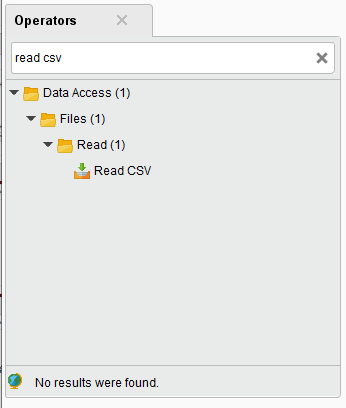 Operators
read csv
Data Access (1)
Files (1)
Read (1)
Read CSV
No results were found.